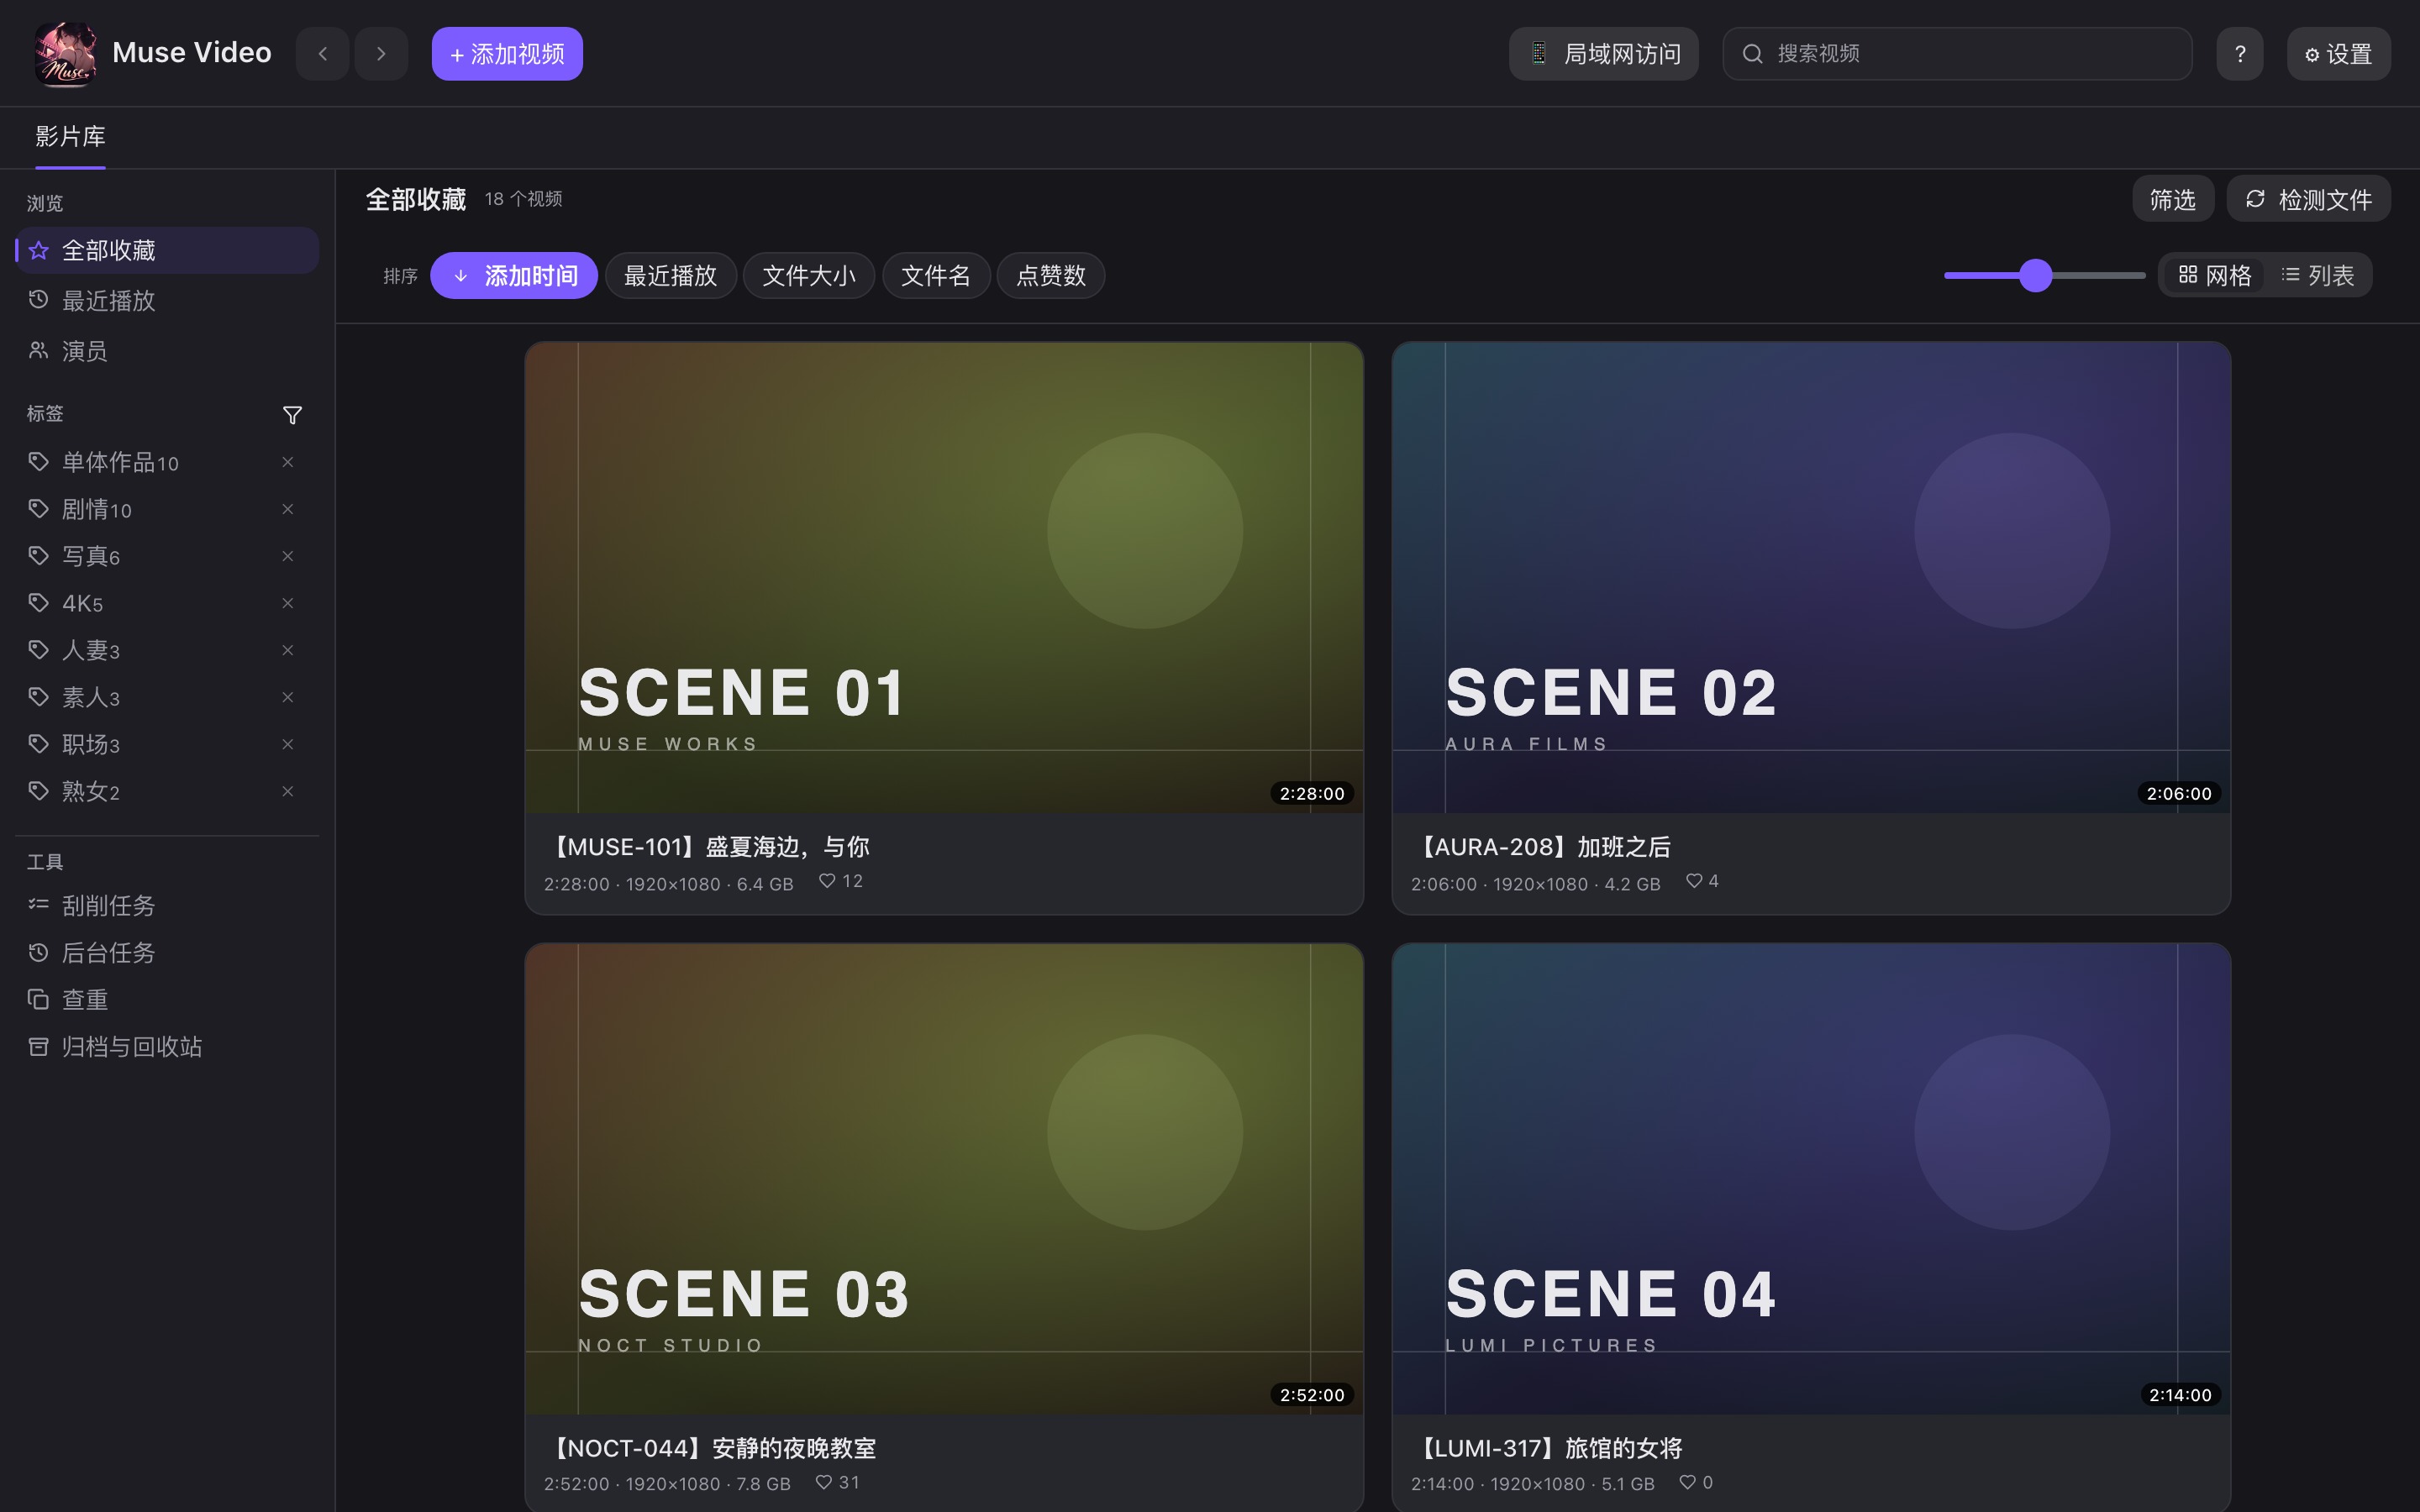 Muse
Muse Video
+ 添加视频
局域网访问
搜索视频
?
设置
影片库
浏览
全部收藏
最近播放
演员
标签
单体作品10
剧情10
写真6
4K5
人妻3
素人3
职场3
熟女2
工具
刮削任务
后台任务
查重
归档与回收站
全部收藏 18 个视频
筛选
检测文件
排序
↓ 添加时间
最近播放
文件大小
文件名
点赞数
网格
列表
SCENE 01
MUSE WORKS
2:28:00
【MUSE-101】盛夏海边，与你
2:28:00 · 1920×1080 · 6.4 GB 12
SCENE 02
AURA FILMS
2:06:00
【AURA-208】加班之后
2:06:00 · 1920×1080 · 4.2 GB 4
SCENE 03
NOCT STUDIO
2:52:00
【NOCT-044】安静的夜晚教室
2:52:00 · 1920×1080 · 7.8 GB 31
SCENE 04
LUMI PICTURES
2:14:00
【LUMI-317】旅馆的女将
2:14:00 · 1920×1080 · 5.1 GB 0